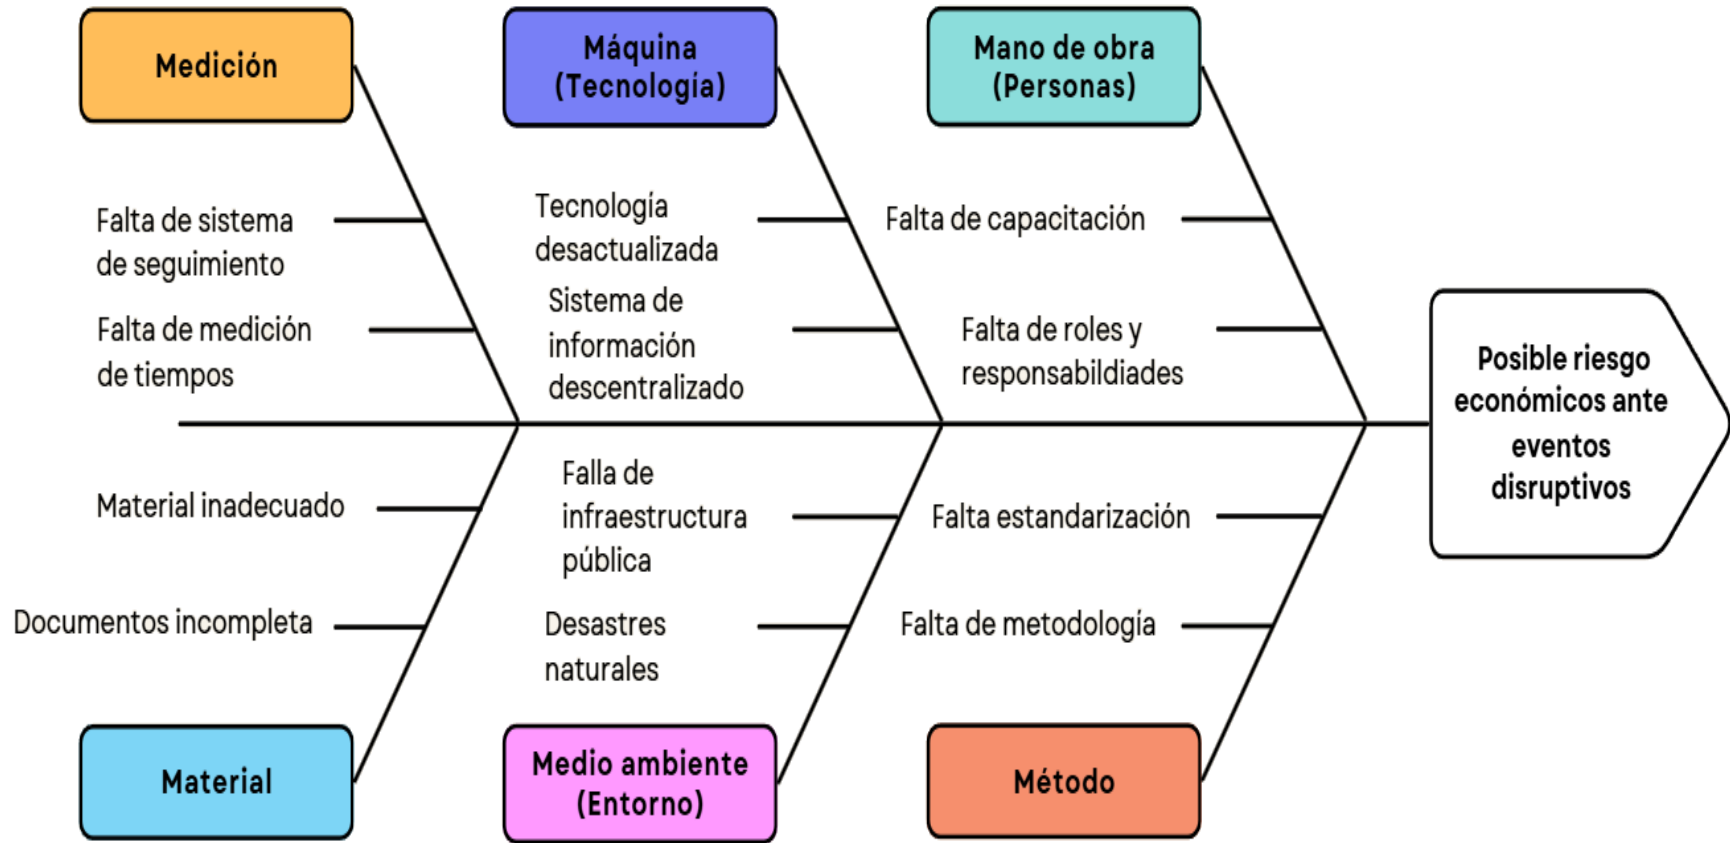 Medición
Máquina
(Tecnología)
Mano de obra
(Personas)
Falta de sistema
de seguimiento
Falta de medición
de tiempos
Tecnología
desactualizada
Sistema de
información
descentralizado
Falta de capacitación
Falta de roles y
responsabildiades
Posible riesgo
económicos ante
eventos
disruptivos
Material inadecuado
Documentos incompleta
Falla de
infraestructura
pública
Desastres
naturales
Falta estandarización
Falta de metodología
Material
Medio ambiente
(Entorno)
Método